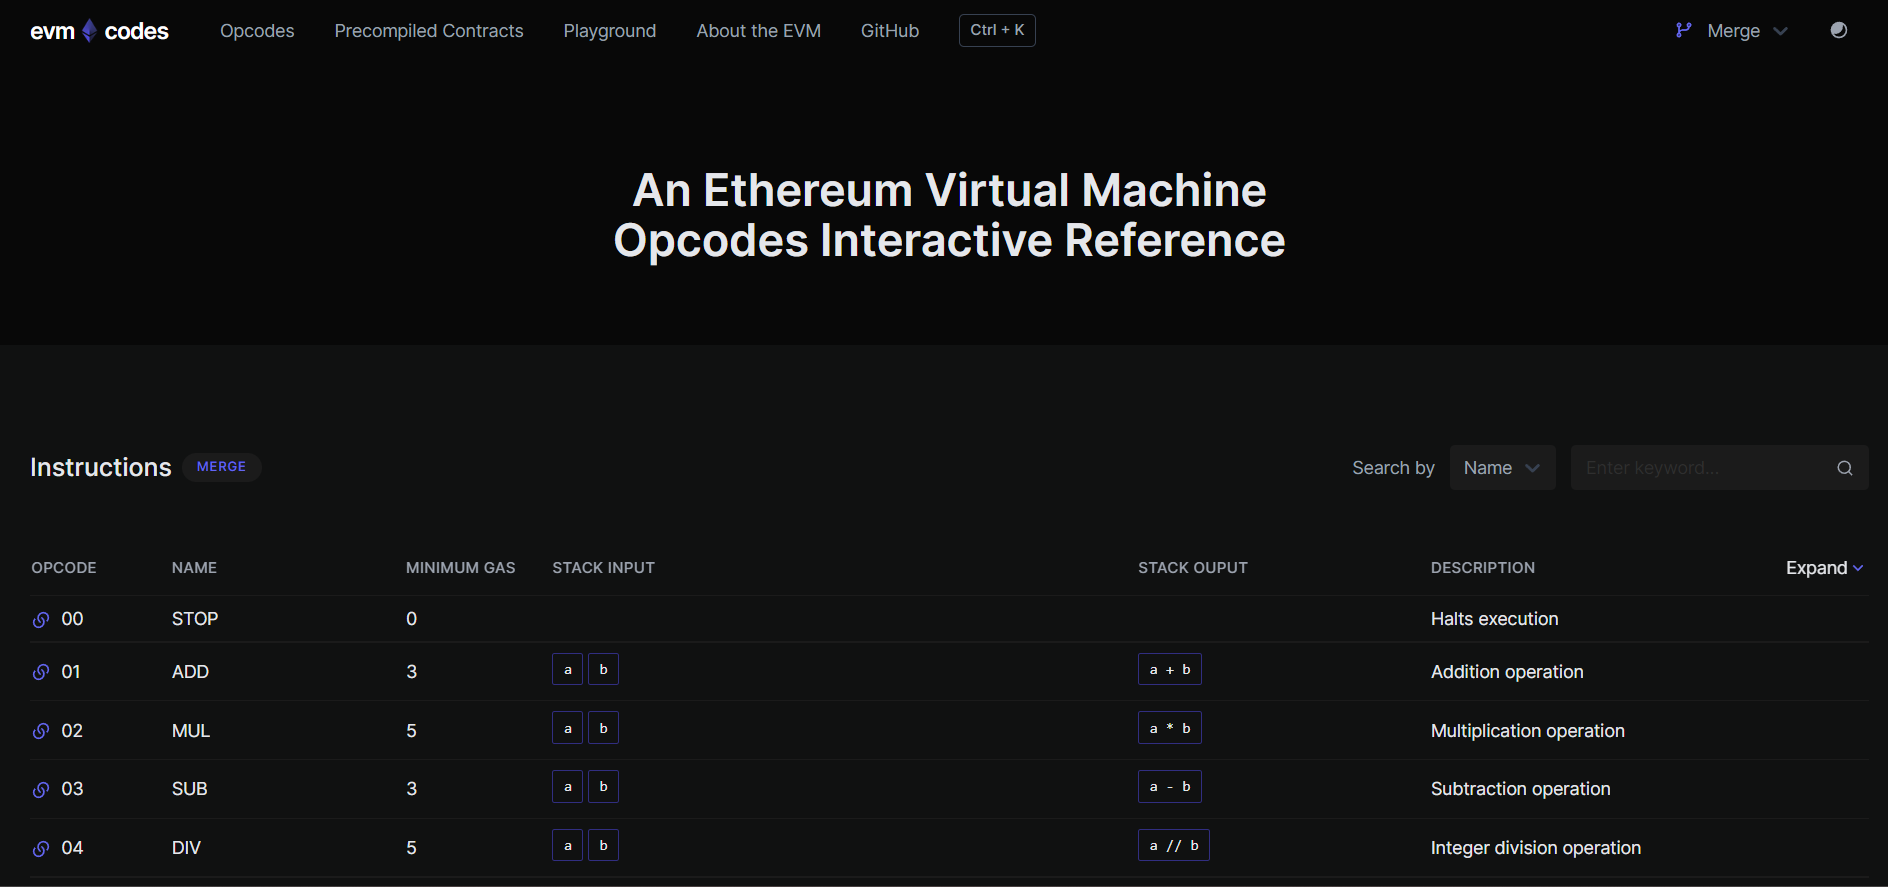 evm codes Opcodes Precompiled Contracts Playground About the EVM GitHub Ctrl + K Merge
An Ethereum Virtual Machine
Opcodes Interactive Reference
Instructions MERGE Search by Name Enter keyword...
OPCODE NAME MINIMUM GAS STACK INPUT STACK OUPUT DESCRIPTION Expand
00 STOP 0 Halts execution
01 ADD 3 a b a + b Addition operation
02 MUL 5 a b a * b Multiplication operation
03 SUB 3 a b a - b Subtraction operation
04 DIV 5 a b a // b Integer division operation